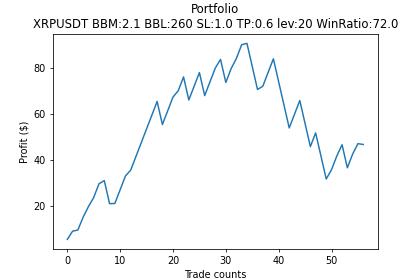 Portfolio
XRPUSDT BBM:2.1 BBL:260 SL:1.0 TP:0.6 lev:20 WinRatio:72.0
80
60
40
20
Profit ($)
0 10 20 30 40 50
Trade counts